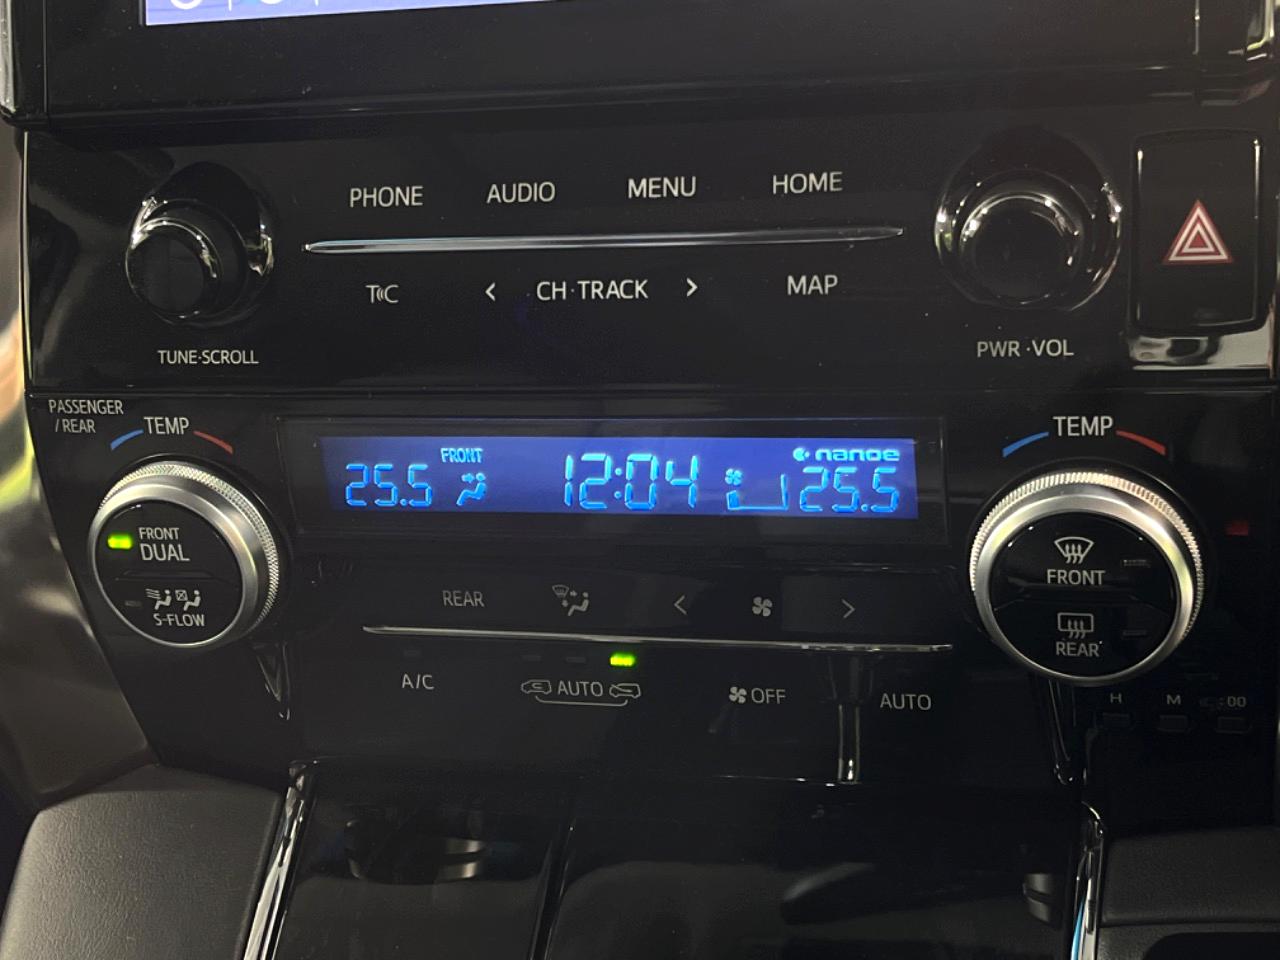 PHONE AUDIO MENU HOME
T C < CH·TRACK > MAP
TUNE·SCROLL PWR·VOL
PASSENGER
/REAR
TEMP
TEMP
FRONT nanoe
25.5 12:04 25.5
FRONT
DUAL
S-FLOW
FRONT
REAR
REAR < >
A/C AUTO OFF AUTO
H M :00